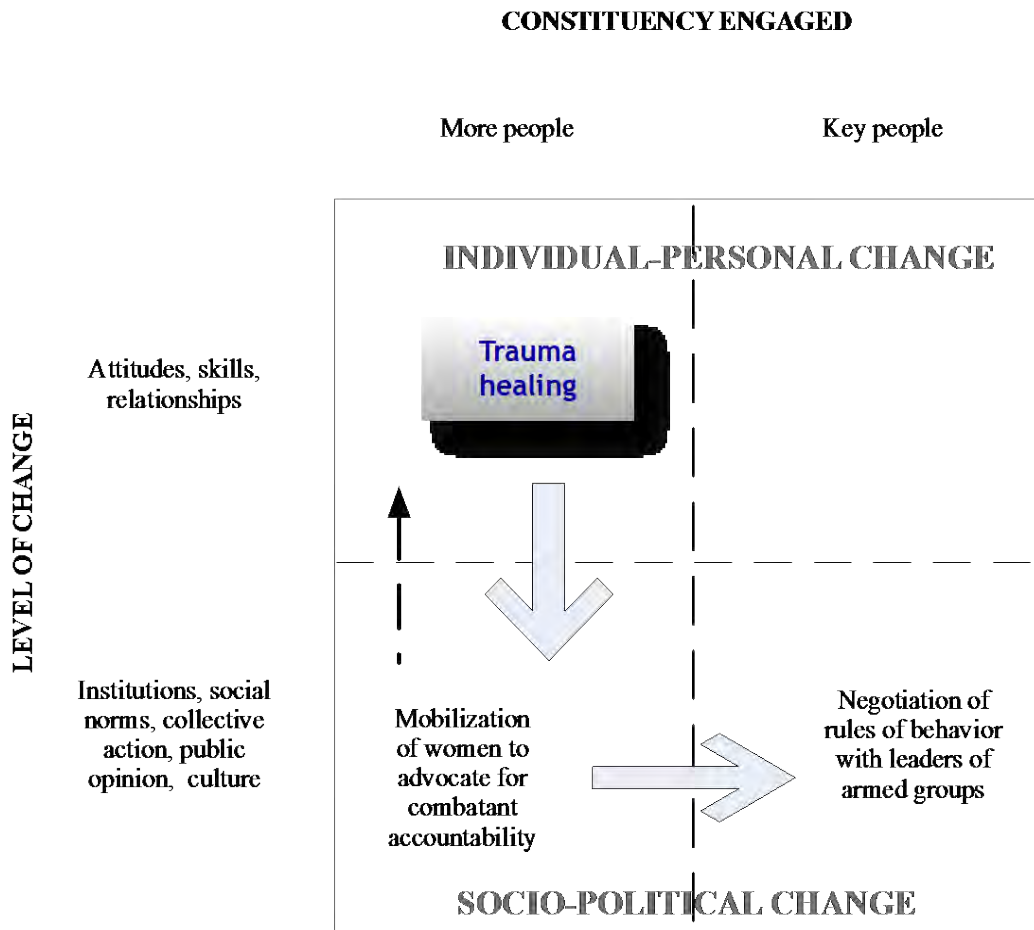 CONSTITUENCY ENGAGED
More people
Key people
INDIVIDUAL-PERSONAL CHANGE
LEVEL OF CHANGE
Attitudes, skills,
relationships
Trauma
healing
Institutions, social
norms, collective
action, public
opinion, culture
Mobilization
of women to
advocate for
combatant
accountability
Negotiation of
rules of behavior
with leaders of
armed groups
SOCIO-POLITICAL CHANGE